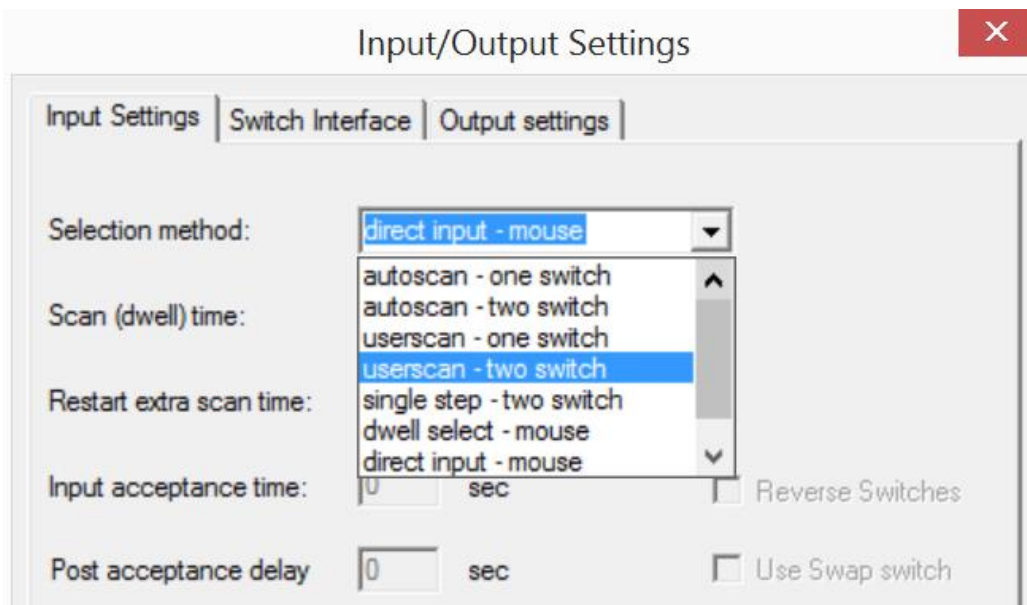 Input/Output Settings
Input Settings Switch Interface Output settings
Selection method: direct input - mouse
autoscan - one switch
autoscan - two switch
Scan (dwell) time:
userscan - one switch
userscan - two switch
Restart extra scan time:
single step - two switch
dwell select - mouse
direct input - mouse
Input acceptance time: 0 sec Reverse Switches
Post acceptance delay 0 sec Use Swap switch